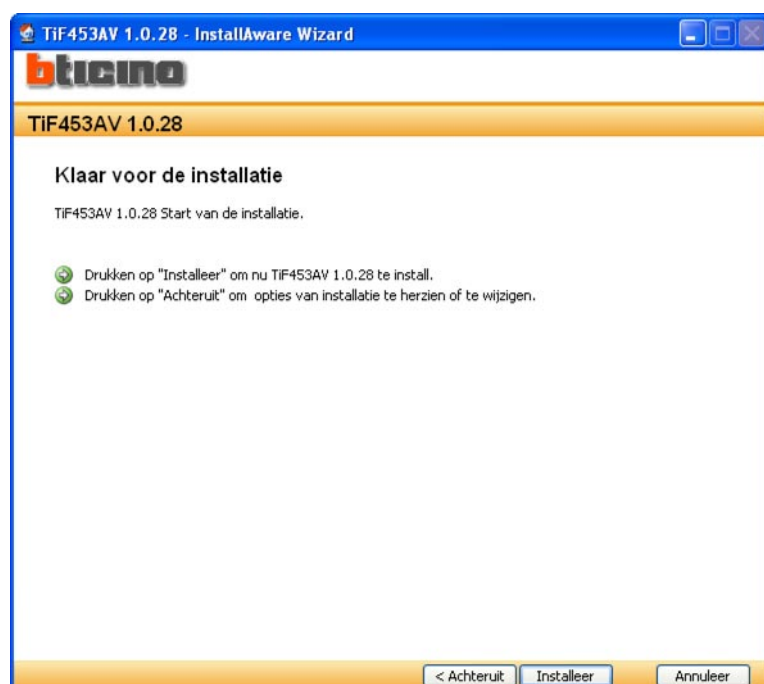 TiF453AV 1.0.28 - InstallAware Wizard
bticino
TiF453AV 1.0.28
Klaar voor de installatie
TiF453AV 1.0.28 Start van de installatie.
Drukken op "Installeer" om nu TiF453AV 1.0.28 te install.
Drukken op "Achteruit" om opties van installatie te herzien of te wijzigen.
< Achteruit Installeer Annuleer